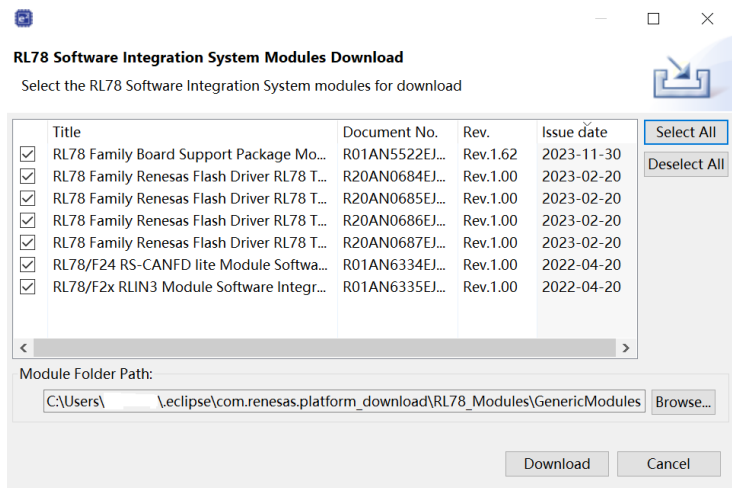 RL78 Software Integration System Modules Download
Select the RL78 Software Integration System modules for download
Title Document No. Rev. Issue date
RL78 Family Board Support Package Mo... R01AN5522EJ... Rev.1.62 2023-11-30
RL78 Family Renesas Flash Driver RL78 T... R20AN0684EJ... Rev.1.00 2023-02-20
RL78 Family Renesas Flash Driver RL78 T... R20AN0685EJ... Rev.1.00 2023-02-20
RL78 Family Renesas Flash Driver RL78 T... R20AN0686EJ... Rev.1.00 2023-02-20
RL78 Family Renesas Flash Driver RL78 T... R20AN0687EJ... Rev.1.00 2023-02-20
RL78/F24 RS-CANFD lite Module Softwa... R01AN6334EJ... Rev.1.00 2022-04-20
RL78/F2x RLIN3 Module Software Integr... R01AN6335EJ... Rev.1.00 2022-04-20
Select All
Deselect All
Module Folder Path:
C:\Users\ \.eclipse\com.renesas.platform_download\RL78_Modules\GenericModules Browse...
Download Cancel